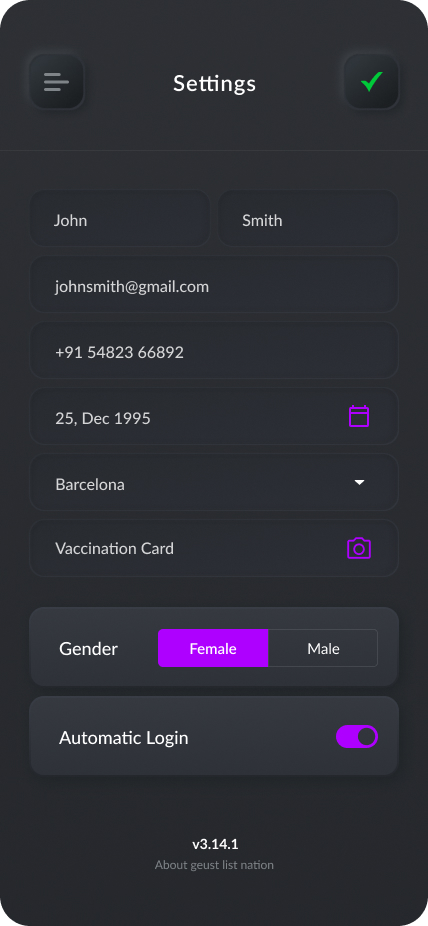 Settings
John Smith
johnsmith@gmail.com
+91 54823 66892
25, Dec 1995
Barcelona
Vaccination Card
Gender Female Male
Automatic Login
v3.14.1
About geust list nation